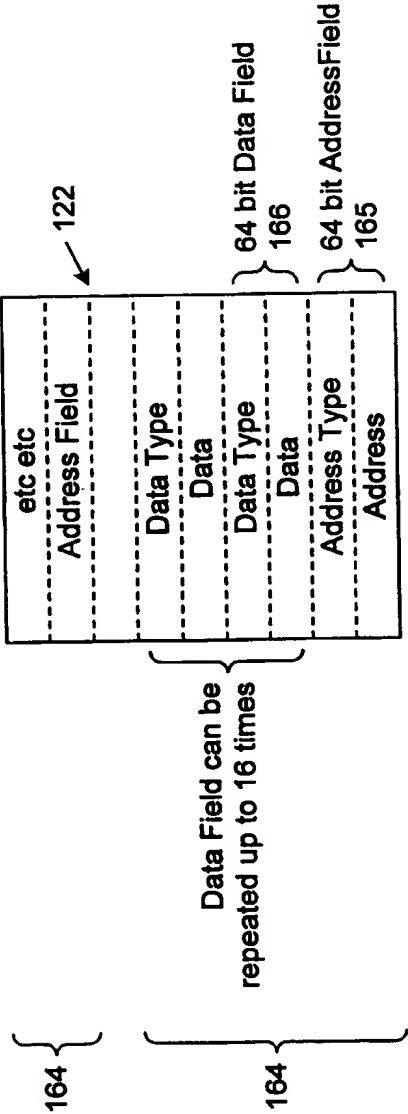 etc etc
Address Field
122
Data Type
Data
Data Type
Data
Address Type
Address
64 bit Data Field
166
64 bit AddressField
165
Data Field can be
repeated up to 16 times
164
164